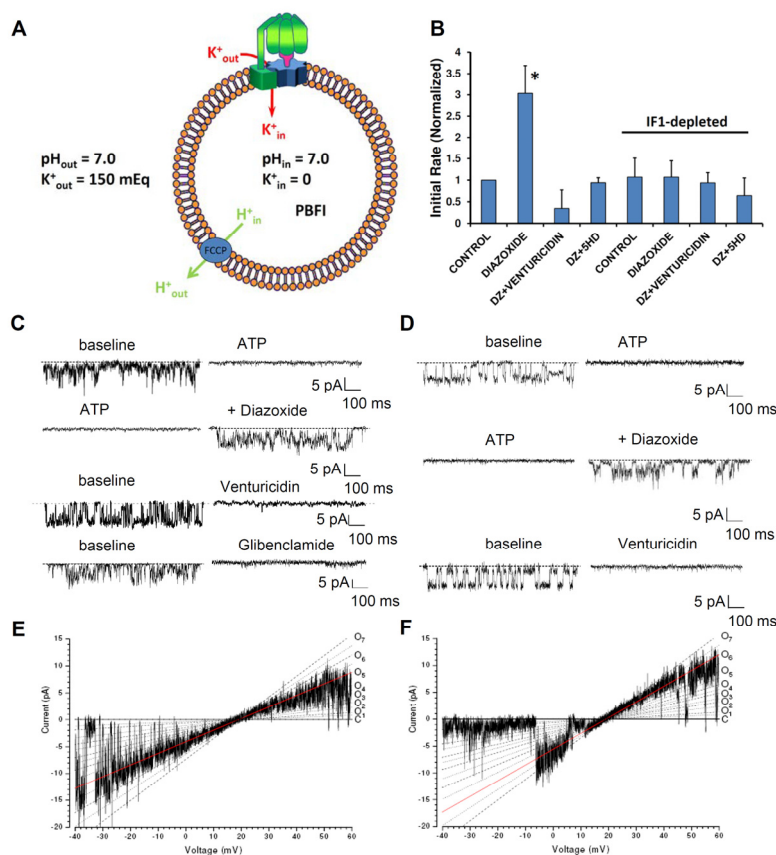 A
K⁺out
K⁺in
pHout = 7.0
K⁺out = 150 mEq
pHin = 7.0
K⁺in = 0
PBFI
H⁺in
FCCP
H⁺out
B
Initial Rate (Normalized)
4
3.5
3
2.5
2
1.5
1
0.5
0
*
IF1-depleted
CONTROL
DIAZOXIDE
DZ+VENTURICIDIN
DZ+5HD
CONTROL
DIAZOXIDE
DZ+VENTURICIDIN
DZ+5HD
C
baseline ATP
5 pA
100 ms
ATP + Diazoxide
5 pA
100 ms
baseline Venturicidin
5 pA
100 ms
baseline Glibenclamide
5 pA
100 ms
D
baseline ATP
5 pA
100 ms
ATP + Diazoxide
5 pA
100 ms
baseline Venturicidin
5 pA
100 ms
E
Current (pA)
15
10
5
0
-5
-10
-15
-20
O7
O6
O5
O4
O3
O2
O1
C
-40 -30 -20 -10 0 10 20 30 40 50 60
Voltage (mV)
F
Current (pA)
15
10
5
0
-5
-10
-15
-20
O7
O6
O5
O4
O3
O2
O1
C
-40 -30 -20 -10 0 10 20 30 40 50 60
Voltage (mV)